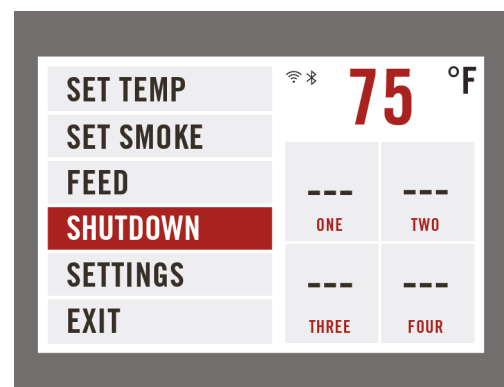 SET TEMP
SET SMOKE
FEED
SHUTDOWN
SETTINGS
EXIT
75 °F
--- ---
ONE TWO
--- ---
THREE FOUR